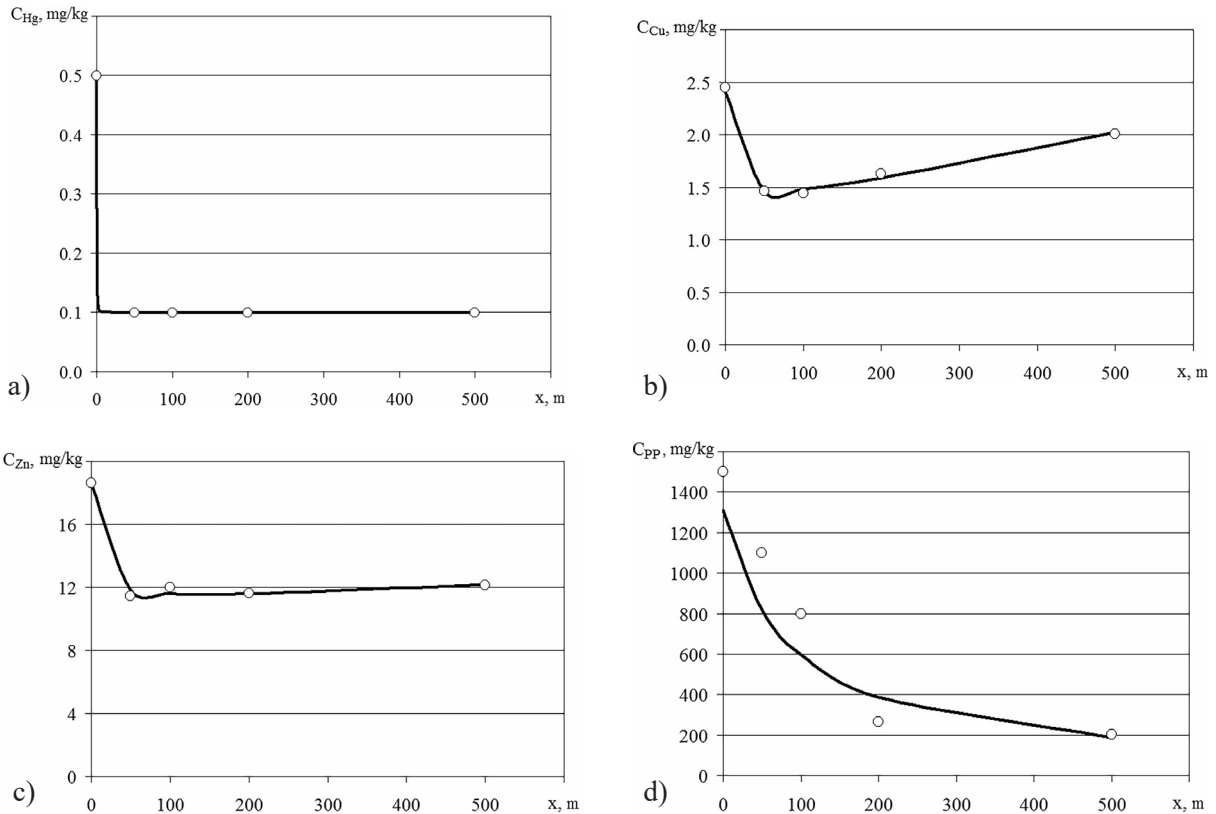 C_Hg, mg/kg
0.5
0.4
0.3
0.2
0.1
0.0
0 100 200 300 400 500 x, m
a)
C_Cu, mg/kg
2.5
2.0
1.5
1.0
0.5
0.0
0 100 200 300 400 500 x, m
b)
C_Zn, mg/kg
16
12
8
4
0
0 100 200 300 400 500 x, m
c)
C_PP, mg/kg
1400
1200
1000
800
600
400
200
0
0 100 200 300 400 500 x, m
d)